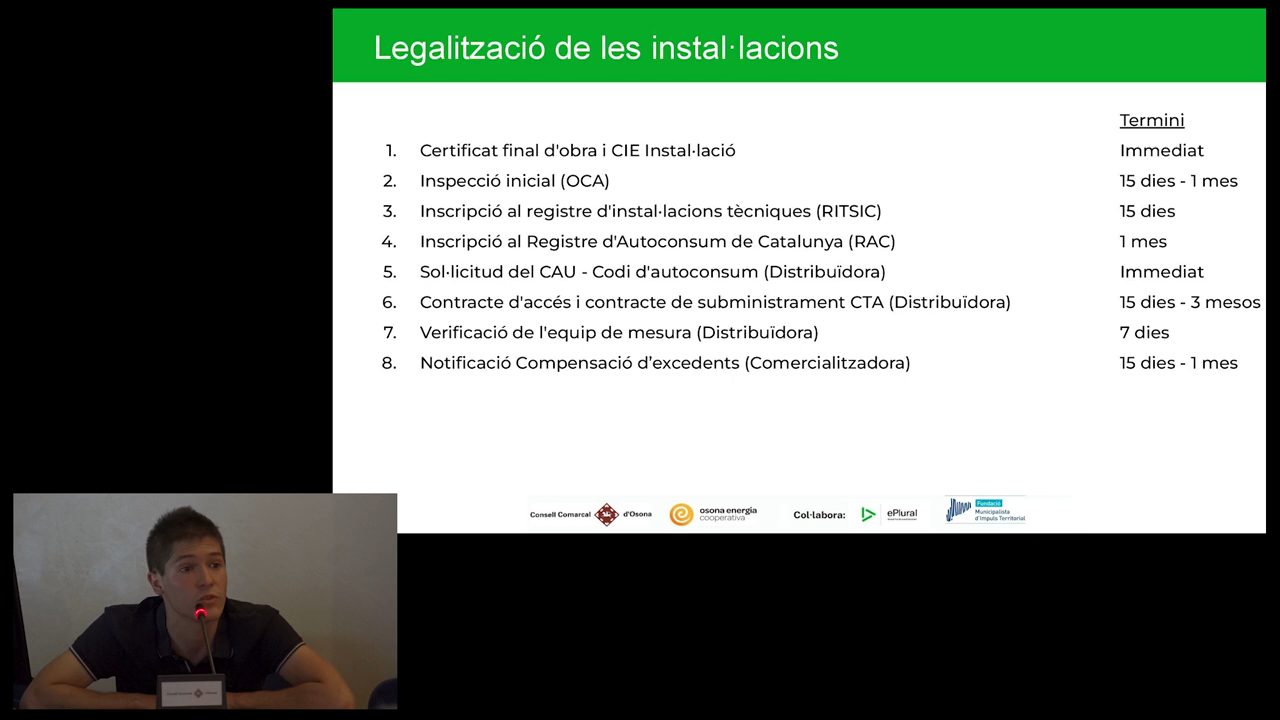 Legalització de les instal·lacions
Termini
1. Certificat final d'obra i CIE Instal·lació Immediat
2. Inspecció inicial (OCA) 15 dies - 1 mes
3. Inscripció al registre d'instal·lacions tècniques (RITSIC) 15 dies
4. Inscripció al Registre d'Autoconsum de Catalunya (RAC) 1 mes
5. Sol·licitud del CAU - Codi d'autoconsum (Distribuïdora) Immediat
6. Contracte d'accés i contracte de subministrament CTA (Distribuïdora) 15 dies - 3 mesos
7. Verificació de l'equip de mesura (Distribuïdora) 7 dies
8. Notificació Compensació d’excedents (Comercialitzadora) 15 dies - 1 mes
Consell Comarcal d'Osona
osona energia
cooperativa
Col·labora:
ePlural
Fundació
Municipalista
d'Impuls Territorial